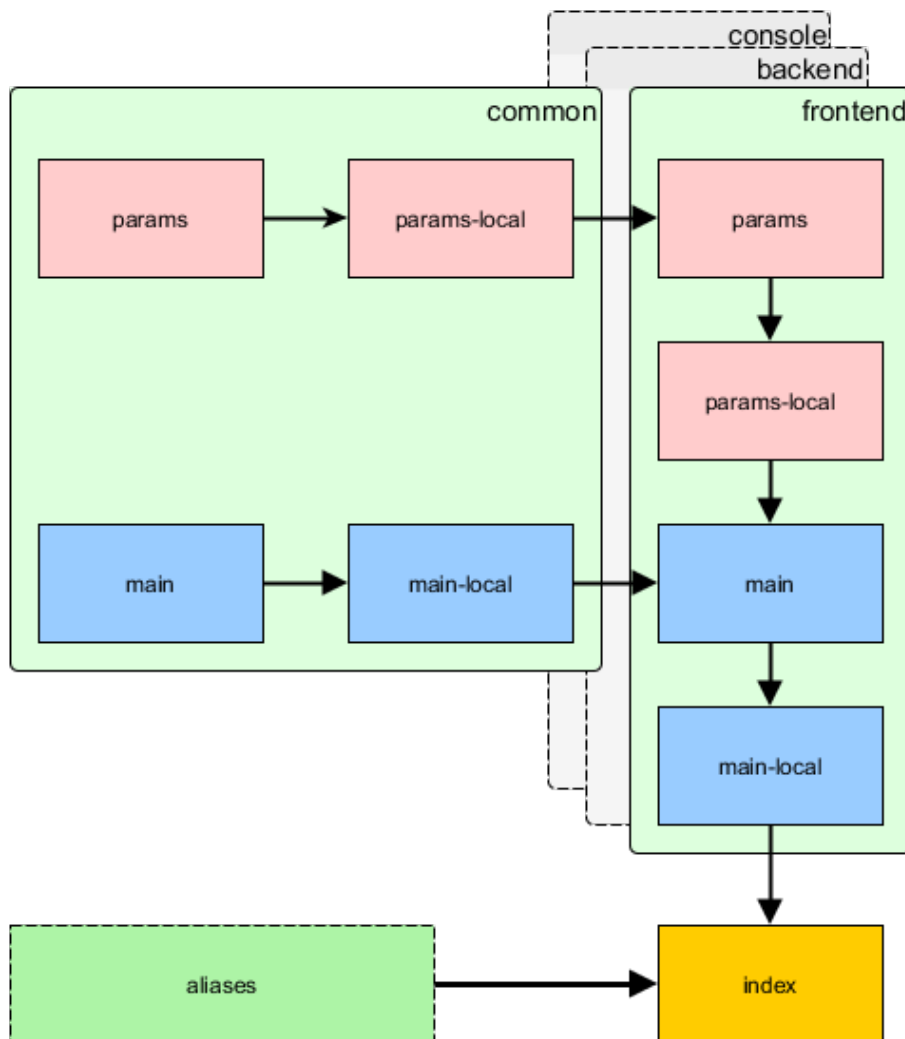 console
backend
common
frontend
params
params-local
params
params-local
main
main-local
main
main-local
aliases
index